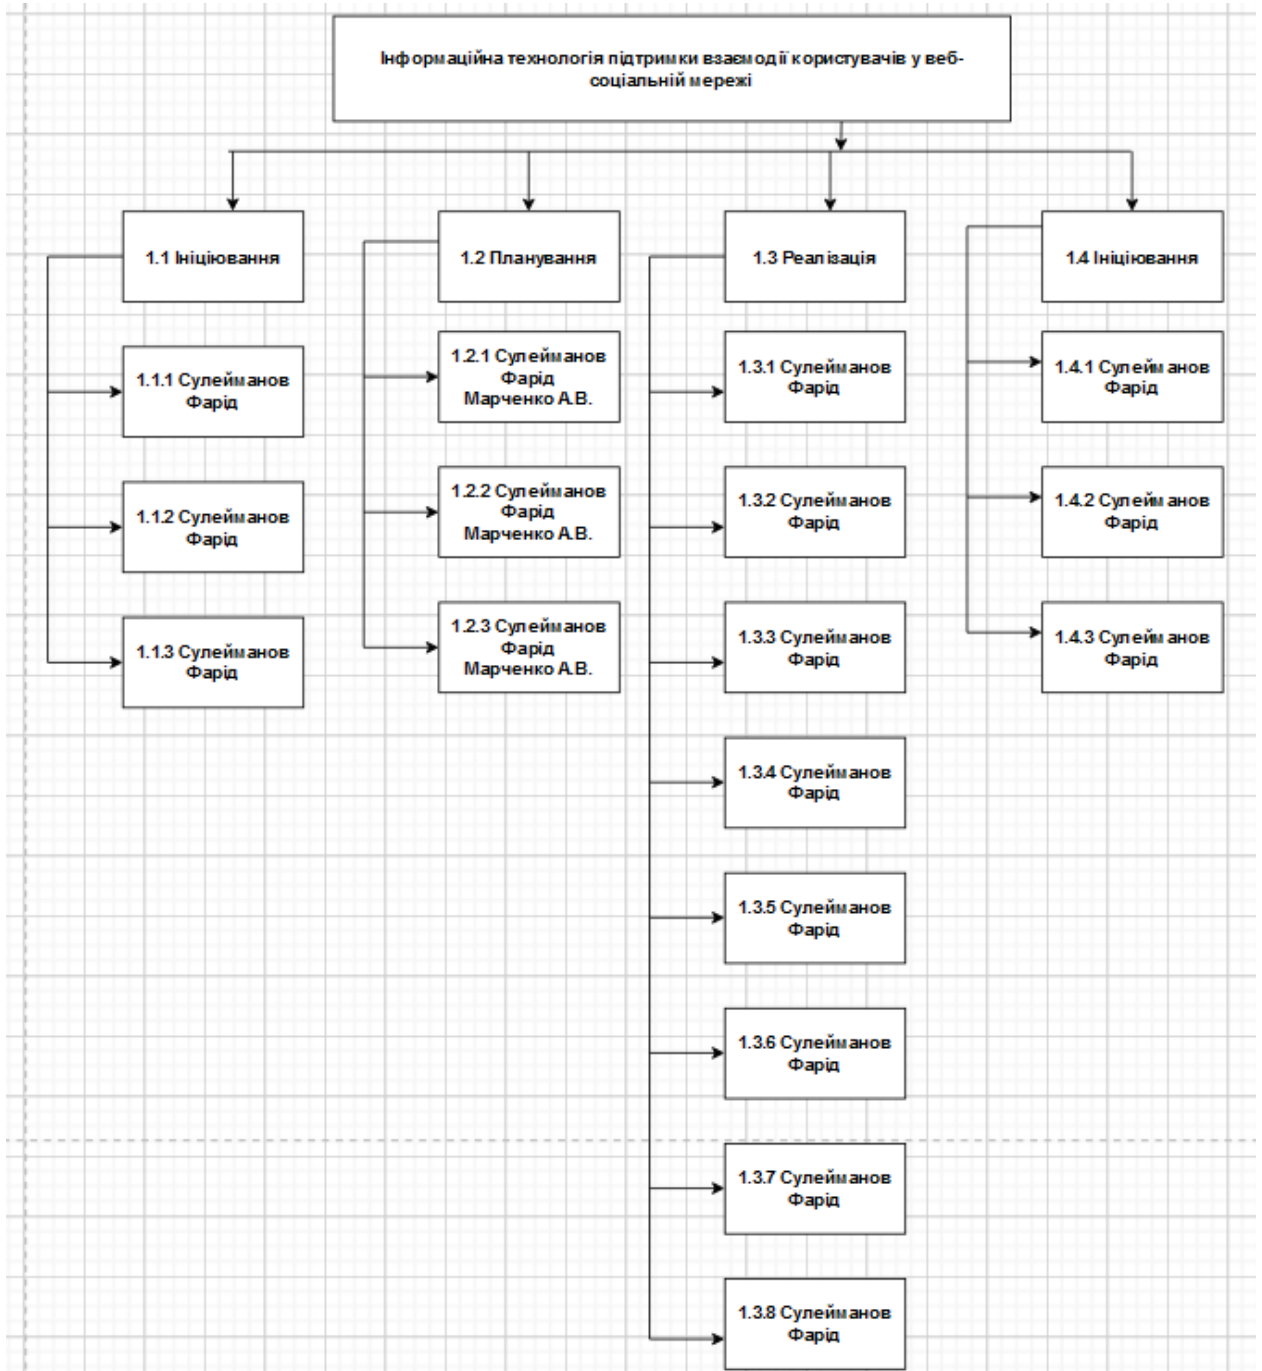 Інформаційна технологія підтримки взаємодії користувачів у веб-
соціальній мережі
1.1 Ініціювання
1.2 Планування
1.3 Реалізація
1.4 Ініціювання
1.1.1 Сулейманов
Фарід
1.1.2 Сулейманов
Фарід
1.1.3 Сулейманов
Фарід
1.2.1 Сулейманов
Фарід
Марченко А.В.
1.2.2 Сулейманов
Фарід
Марченко А.В.
1.2.3 Сулейманов
Фарід
Марченко А.В.
1.3.1 Сулейманов
Фарід
1.3.2 Сулейманов
Фарід
1.3.3 Сулейманов
Фарід
1.3.4 Сулейманов
Фарід
1.3.5 Сулейманов
Фарід
1.3.6 Сулейманов
Фарід
1.3.7 Сулейманов
Фарід
1.3.8 Сулейманов
Фарід
1.4.1 Сулейманов
Фарід
1.4.2 Сулейманов
Фарід
1.4.3 Сулейманов
Фарід